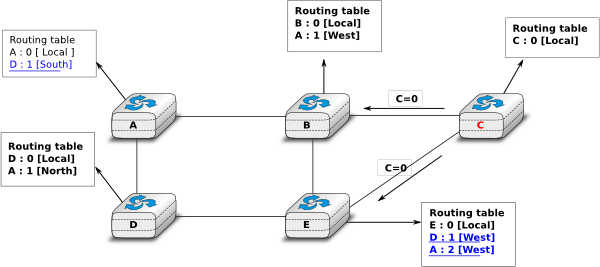 Routing table
A : 0 [ Local ]
D : 1 [South]
Routing table
B : 0 [Local]
A : 1 [West]
Routing table
C : 0 [Local]
C=0
A
B
C
Routing table
D : 0 [Local]
A : 1 [North]
C=0
D
E
Routing table
E : 0 [Local]
D : 1 [West]
A : 2 [West]